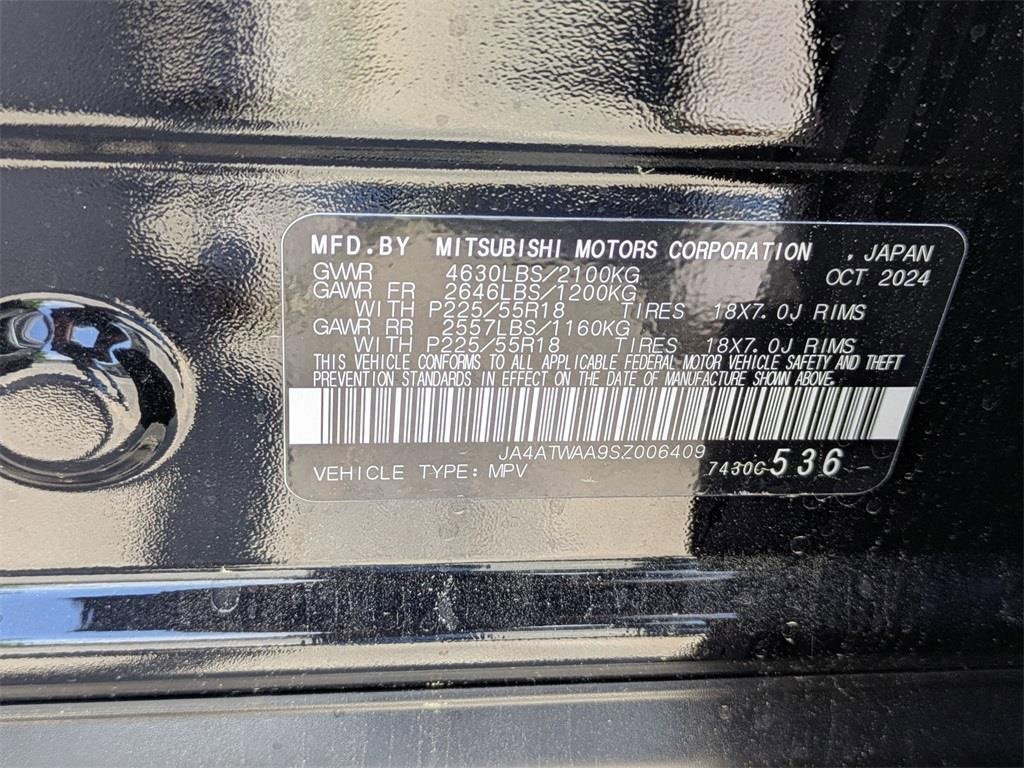 MFD.BY MITSUBISHI MOTORS CORPORATION , JAPAN
GVWR 4630LBS/2100KG OCT 2024
GAWR FR 2646LBS/1200KG
WITH P225/55R18 TIRES 18X7.0J RIMS
GAWR RR 2557LBS/1160KG
WITH P225/55R18 TIRES 18X7.0J RIMS
THIS VEHICLE CONFORMS TO ALL APPLICABLE FEDERAL MOTOR VEHICLE SAFETY AND THEFT
PREVENTION STANDARDS IN EFFECT ON THE DATE OF MANUFACTURE SHOWN ABOVE.
JA4ATWAA9SZ006409
VEHICLE TYPE:MPV 7430G536